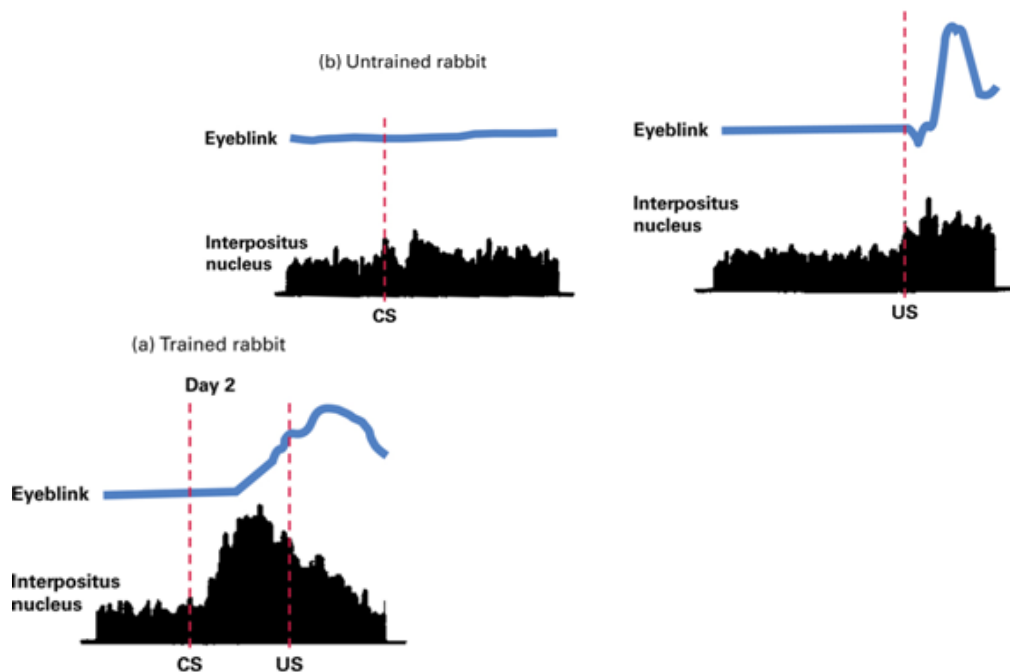 (b) Untrained rabbit
Eyeblink
Interpositus
nucleus
CS
Eyeblink
Interpositus
nucleus
US
(a) Trained rabbit
Day 2
Eyeblink
Interpositus
nucleus
CS
US